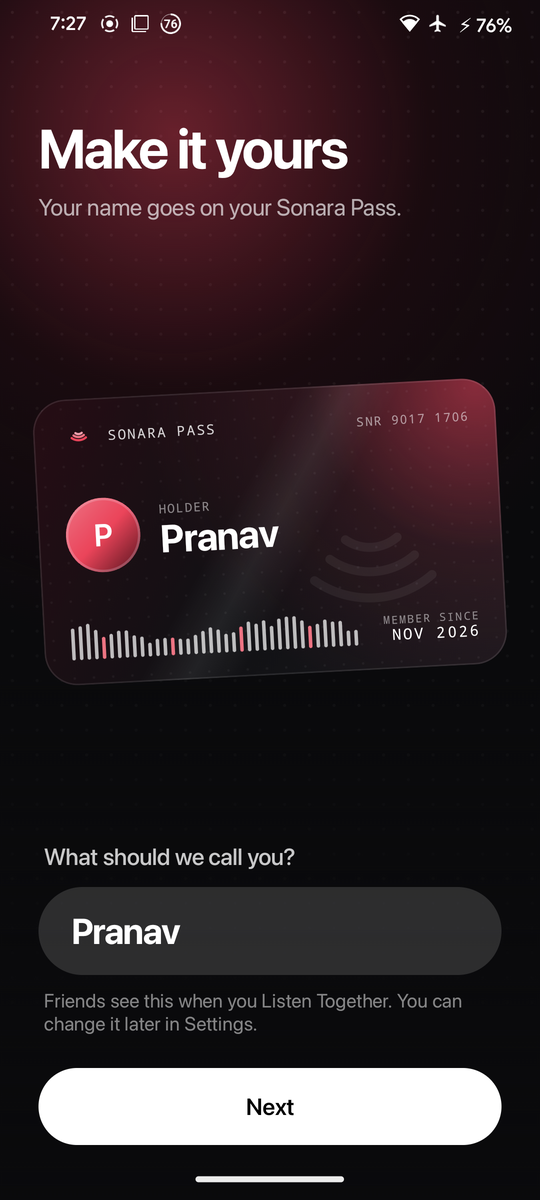 7:27
76
76%
Make it yours
Your name goes on your Sonara Pass.
SONARA PASS
SNR 9017 1706
P
HOLDER
Pranav
MEMBER SINCE
NOV 2026
What should we call you?
Pranav
Friends see this when you Listen Together. You can
change it later in Settings.
Next